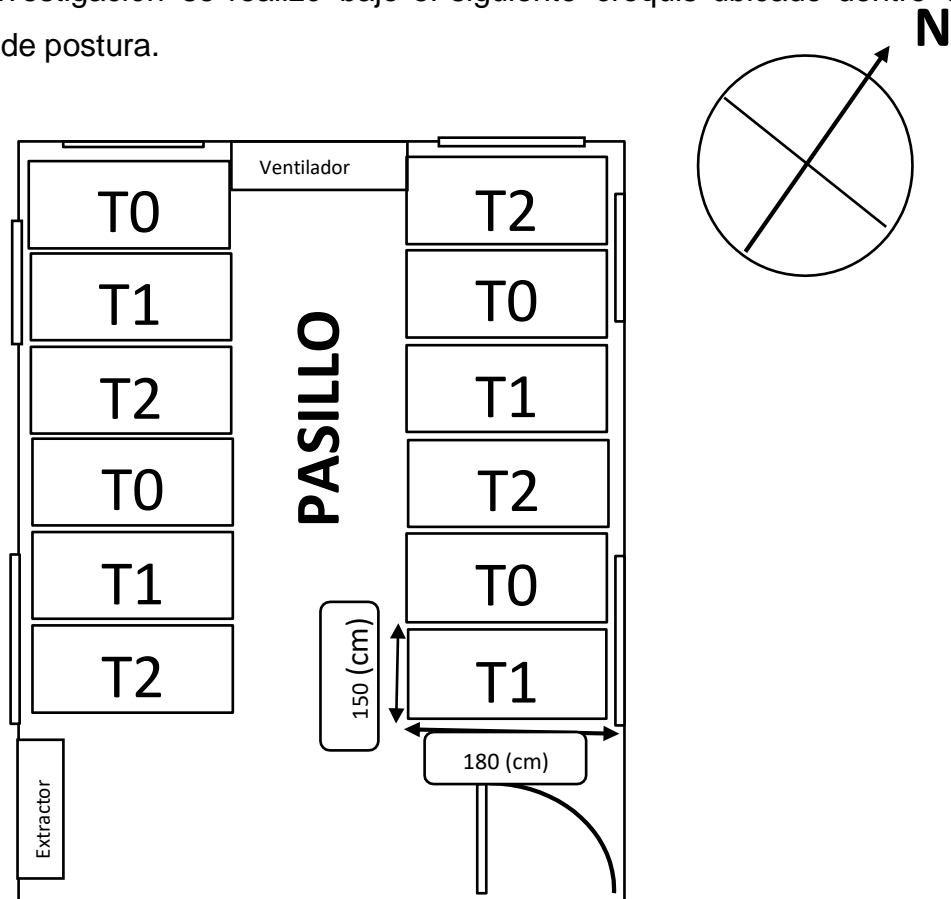 de postura.
N
Ventilador
T0
T2
T1
T0
T2
T1
T0
T2
T1
T0
T2
T1
PASILLO
150 (cm)
180 (cm)
Extractor